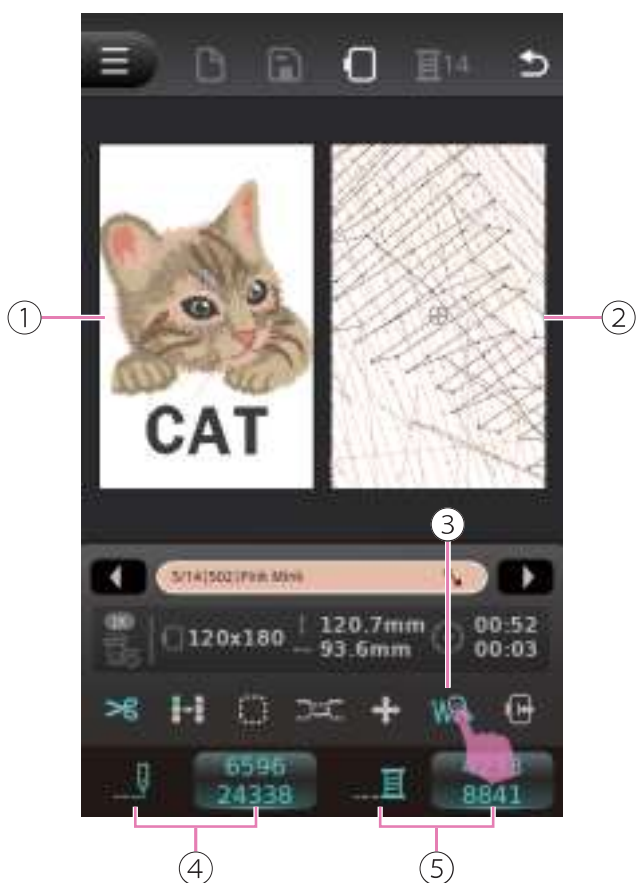 14
①
②
CAT
③
5/14|502|Pink Mink
120x180
120.7mm
93.6mm
00:52
00:03
6596
24338
8841
④
⑤